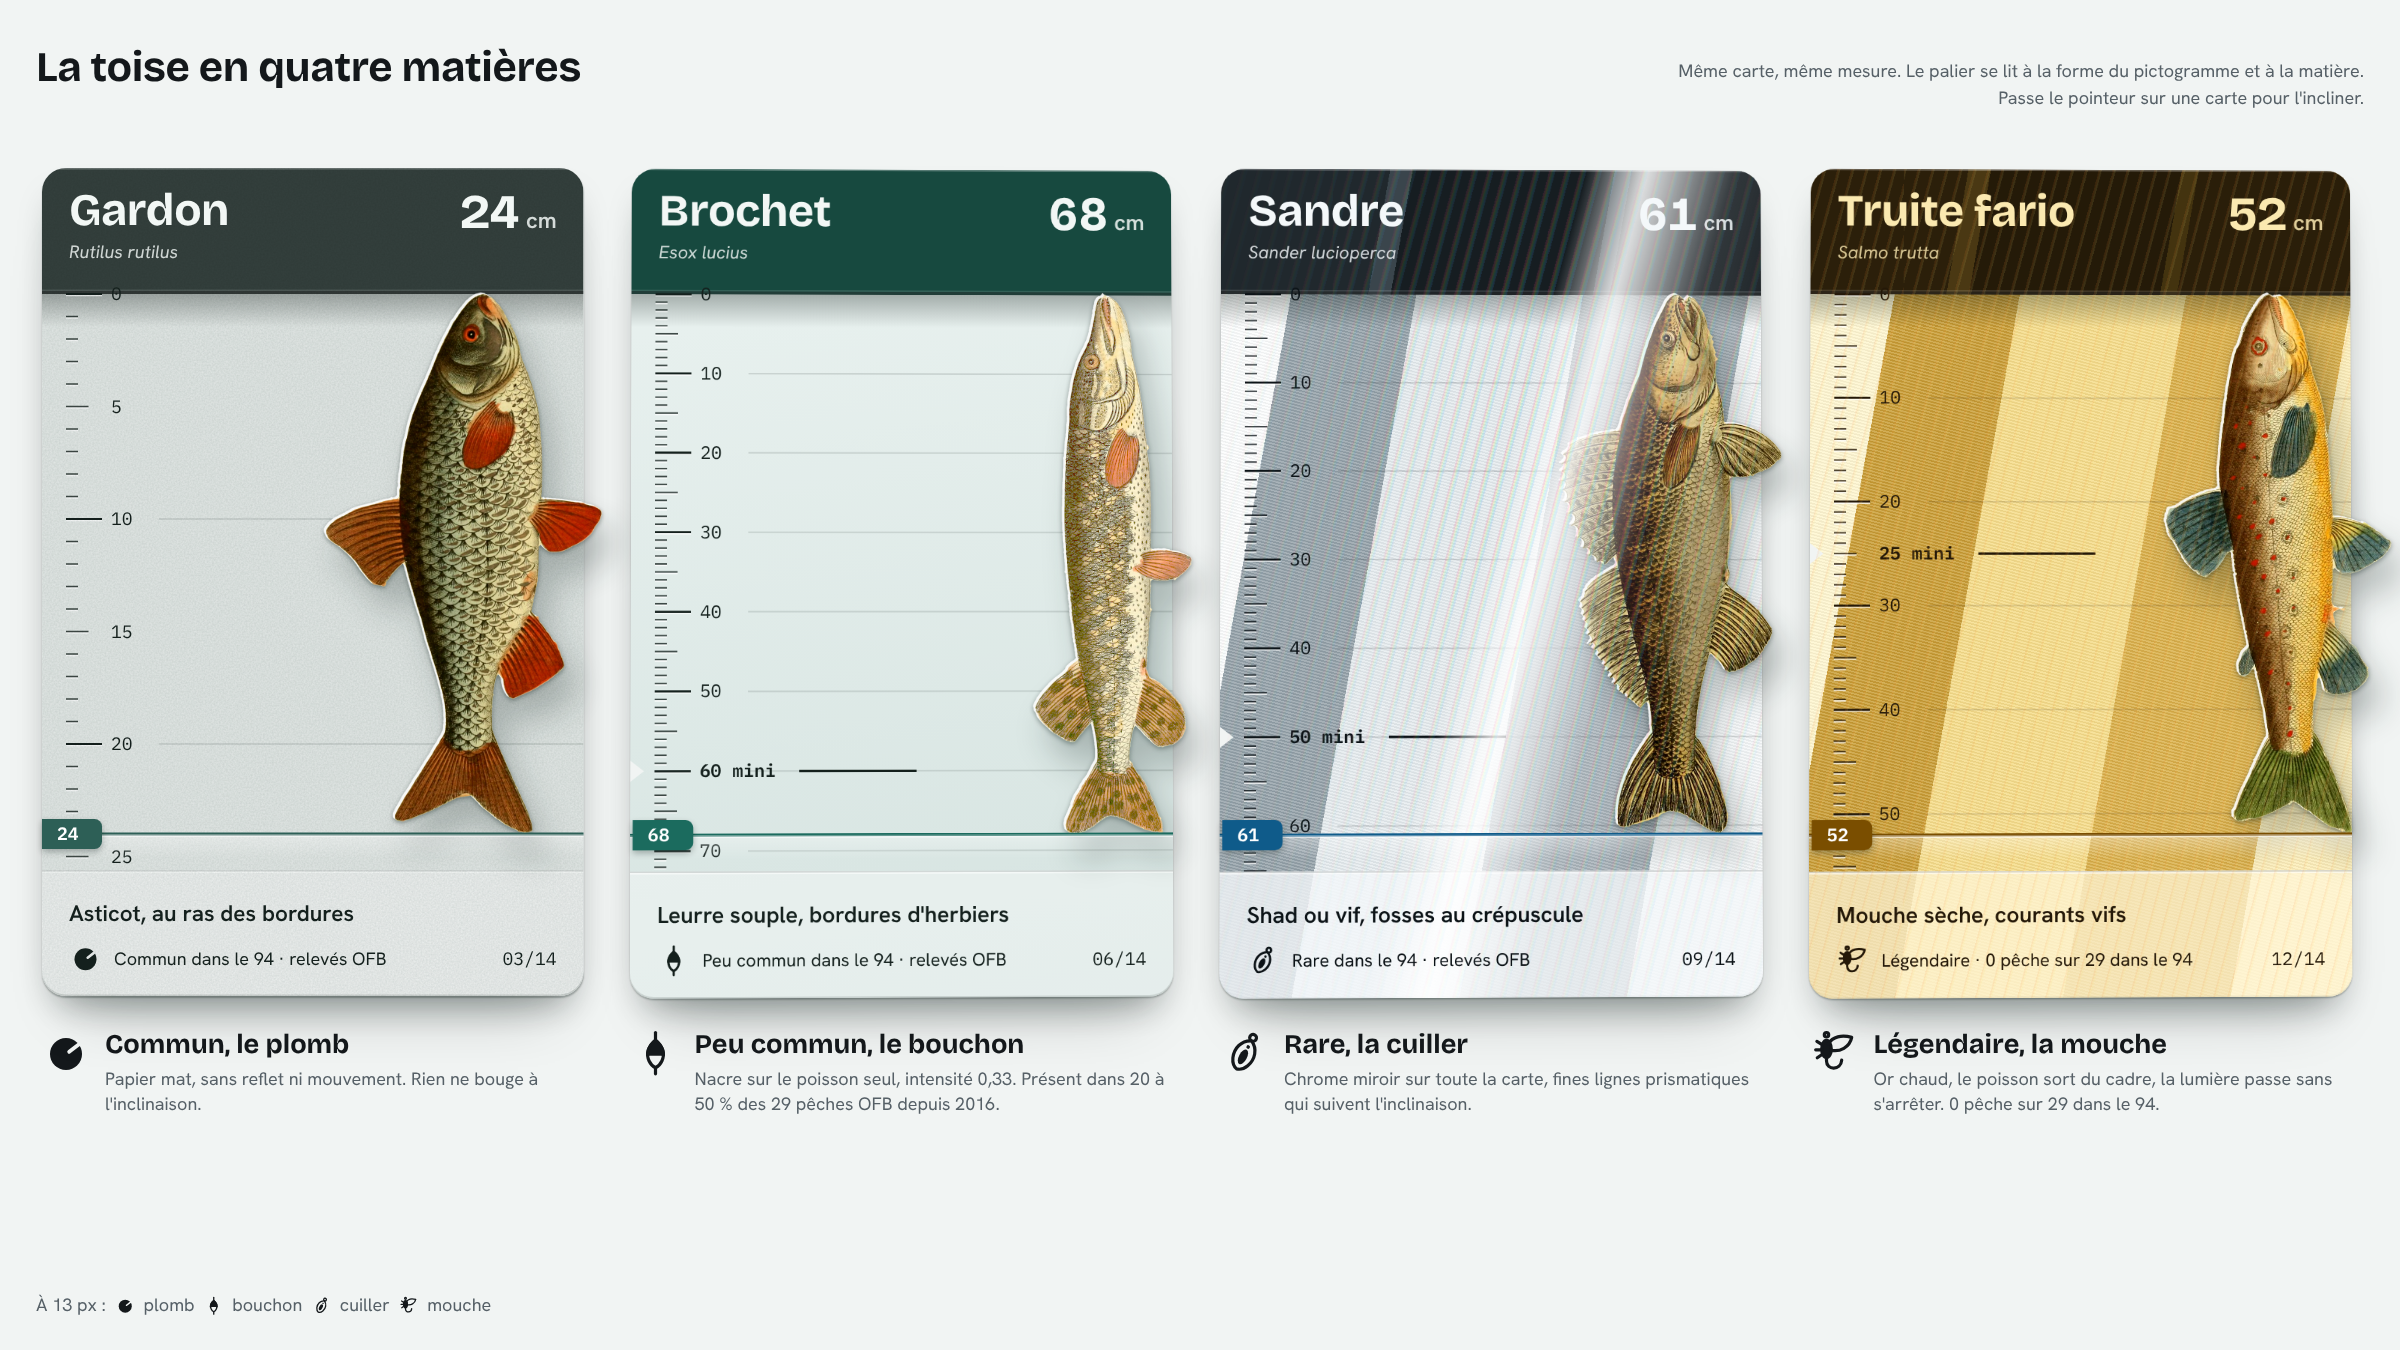 La toise en quatre matières
Même carte, même mesure. Le palier se lit à la forme du pictogramme et à la matière.
Passe le pointeur sur une carte pour l'incliner.
Gardon
24 cm
Rutilus rutilus
0
5
10
15
20
24
25
Asticot, au ras des bordures
Commun dans le 94 · relevés OFB
03/14
Brochet
68 cm
Esox lucius
0
10
20
30
40
50
60 mini
68
70
Leurre souple, bordures d'herbiers
Peu commun dans le 94 · relevés OFB
06/14
Sandre
61 cm
Sander lucioperca
0
10
20
30
40
50 mini
60
61
Shad ou vif, fosses au crépuscule
Rare dans le 94 · relevés OFB
09/14
Truite fario
52 cm
Salmo trutta
0
10
20
25 mini
30
40
50
52
Mouche sèche, courants vifs
Légendaire · 0 pêche sur 29 dans le 94
12/14
Commun, le plomb
Papier mat, sans reflet ni mouvement. Rien ne bouge à
l'inclinaison.
Peu commun, le bouchon
Nacre sur le poisson seul, intensité 0,33. Présent dans 20 à
50 % des 29 pêches OFB depuis 2016.
Rare, la cuiller
Chrome miroir sur toute la carte, fines lignes prismatiques
qui suivent l'inclinaison.
Légendaire, la mouche
Or chaud, le poisson sort du cadre, la lumière passe sans
s'arrêter. 0 pêche sur 29 dans le 94.
À 13 px : plomb bouchon cuiller mouche